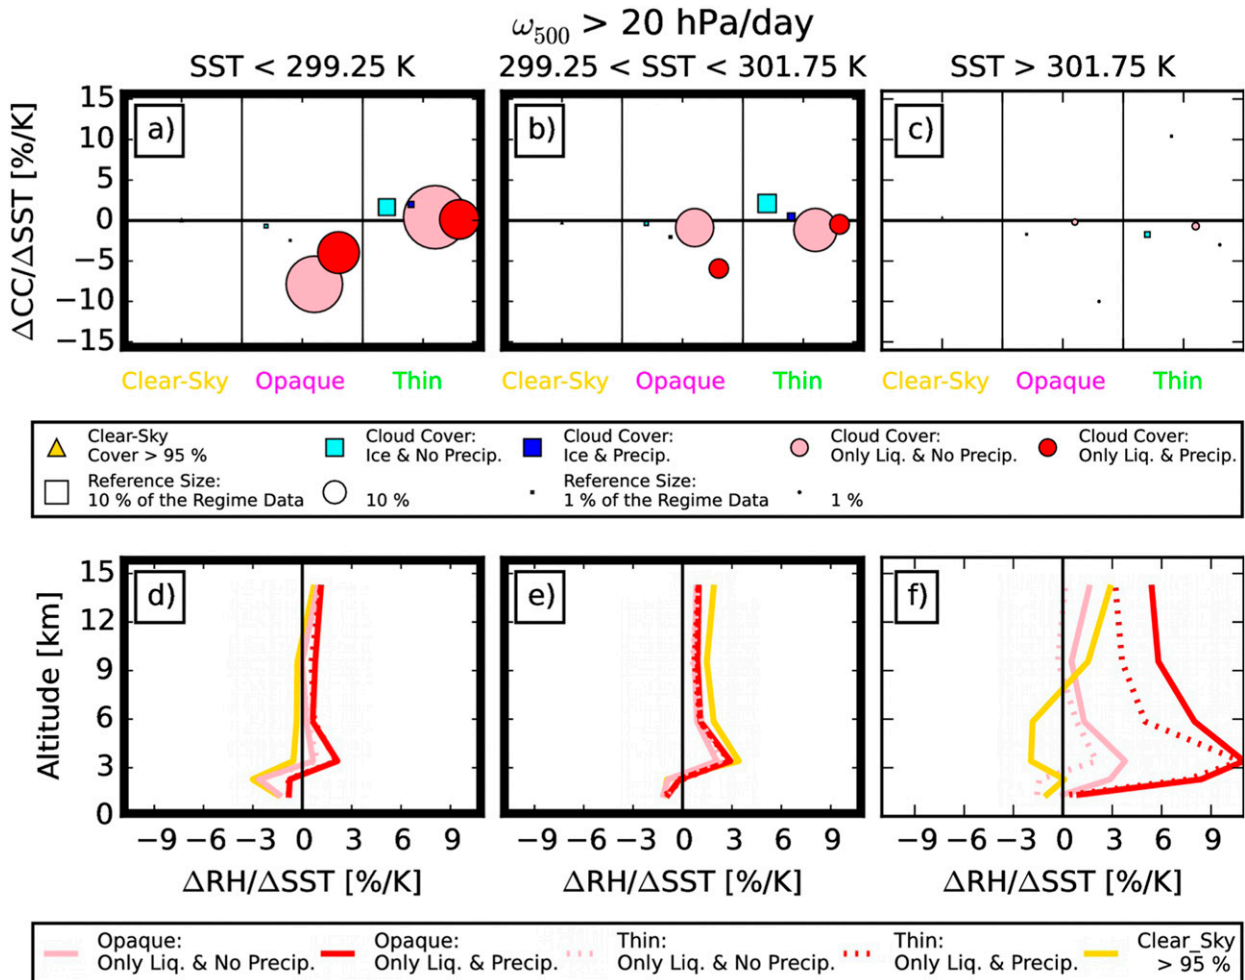 ω500 > 20 hPa/day
SST < 299.25 K
299.25 < SST < 301.75 K
SST > 301.75 K
ΔCC/ΔSST [%/K]
15
10
5
0
−5
−10
−15
a)
b)
c)
Clear-Sky Opaque Thin
Clear-Sky Opaque Thin
Clear-Sky Opaque Thin
Clear-Sky
Cover > 95 %
Cloud Cover:
Ice & No Precip.
Cloud Cover:
Ice & Precip.
Cloud Cover:
Only Liq. & No Precip.
Cloud Cover:
Only Liq. & Precip.
Reference Size:
10 % of the Regime Data
10 %
Reference Size:
1 % of the Regime Data
1 %
Altitude [km]
15
12
9
6
3
0
d)
e)
f)
−9 −6 −3 0 3 6 9
−9 −6 −3 0 3 6 9
−9 −6 −3 0 3 6 9
ΔRH/ΔSST [%/K]
ΔRH/ΔSST [%/K]
ΔRH/ΔSST [%/K]
Opaque:
Only Liq. & No Precip.
Opaque:
Only Liq. & Precip.
Thin:
Only Liq. & No Precip.
Thin:
Only Liq. & Precip.
Clear_Sky
> 95 %